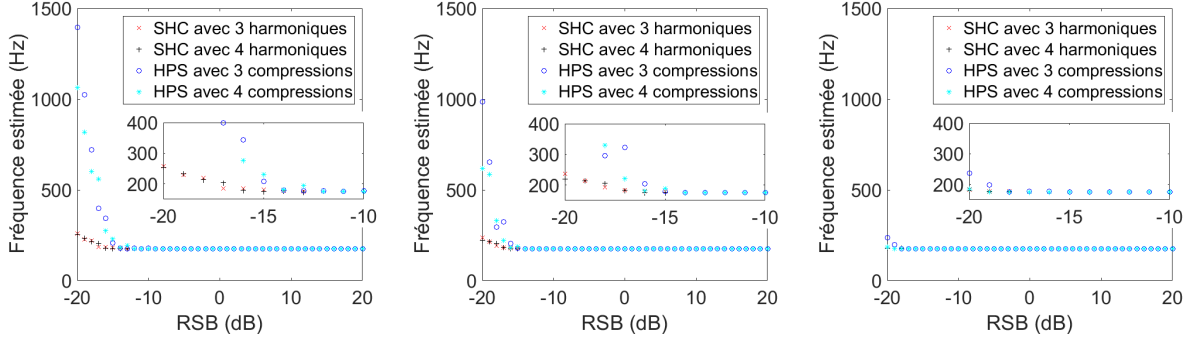 1500
1000
500
0
Fréquence estimée (Hz)
SHC avec 3 harmoniques
SHC avec 4 harmoniques
HPS avec 3 compressions
HPS avec 4 compressions
400
300
200
-20 -15 -10
-20 -10 0 10 20
RSB (dB)
1500
1000
500
0
Fréquence estimée (Hz)
SHC avec 3 harmoniques
SHC avec 4 harmoniques
HPS avec 3 compressions
HPS avec 4 compressions
400
300
200
-20 -15 -10
-20 -10 0 10 20
RSB (dB)
1500
1000
500
0
Fréquence estimée (Hz)
SHC avec 3 harmoniques
SHC avec 4 harmoniques
HPS avec 3 compressions
HPS avec 4 compressions
400
300
200
-20 -15 -10
-20 -10 0 10 20
RSB (dB)